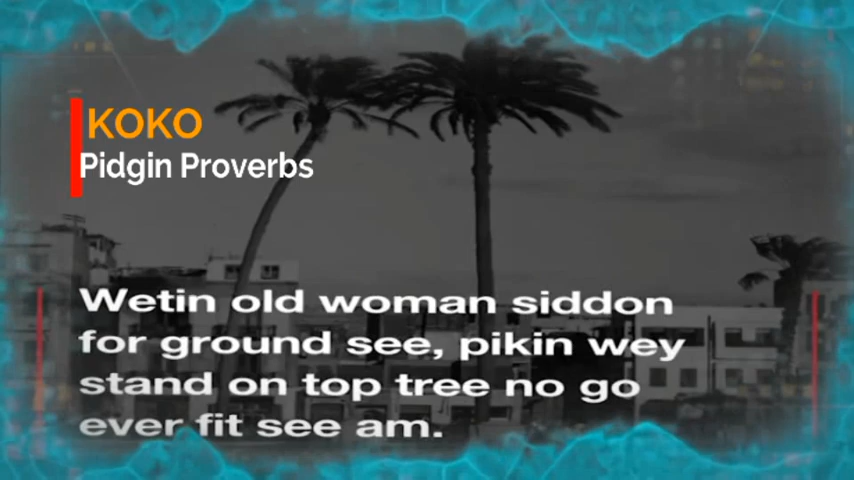 KOKO
Pidgin Proverbs
Wetin old woman siddon
for ground see, pikin wey
stand on top tree no go
ever fit see am.